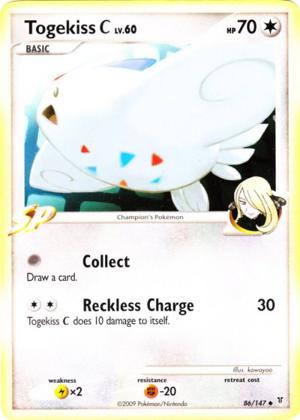 Togekiss C LV.60
HP 70
BASIC
SP
Champion's Pokémon
Collect
Draw a card.
Reckless Charge 30
Togekiss C does 10 damage to itself.
weakness resistance retreat cost
×2 -20
Illus. kawayoo
©2009 Pokémon/Nintendo
86/147